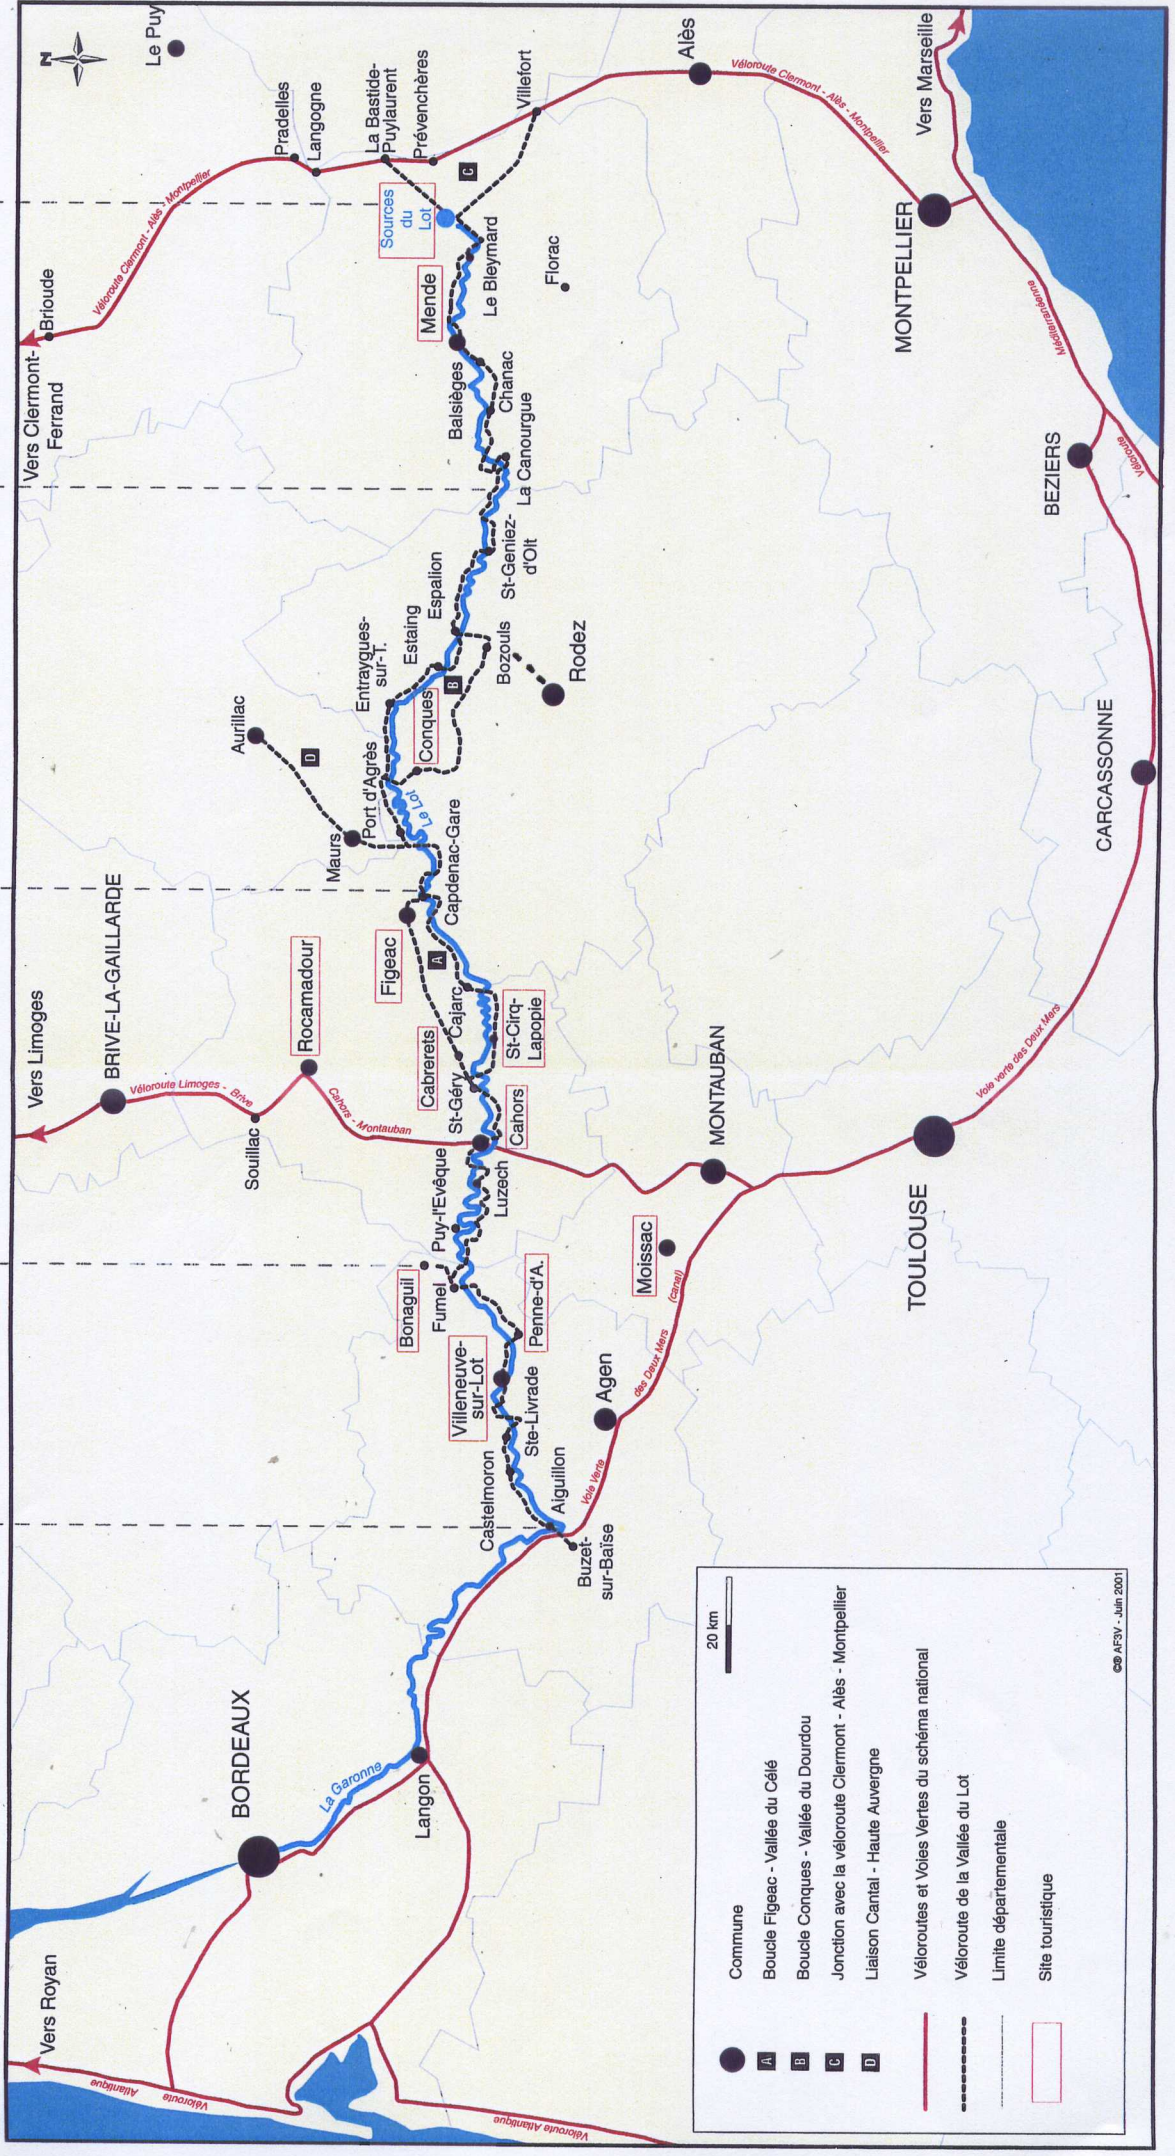 Vers Royan
Véloroute
Atlantique
Véloroute Atlantique
BORDEAUX
La Garonne
Langon
Vers Limoges
BRIVE-LA-GAILLARDE
Véloroute Limoges - Brive
Souillac
Rocamadour
Cahors - Montauban
Aurillac
D
Maurs
Vers Clermont-
Ferrand
Brioude
Véloroute Clermont - Alès - Montpellier
Le Puy
N
Pradelles
Langogne
La Bastide-
Puylaurent
Prévenchères
Villefort
C
Sources
du
Lot
Le Bleymard
Mende
Florac
Balsièges
Chanac
La Canourgue
St-Geniez-
d'Olt
Espalion
Estaing
Entraygues-
sur-T.
B
Bozouls
Rodez
Conques
Port d'Agrès
Le Lot
Capdenac-Gare
Figeac
A
Cajarc
Cabrerets
St-Cirq-
Lapopie
St-Géry
Cahors
Luzech
Puy-l'Evêque
Bonaguil
Fumel
Penne-d'A.
Villeneuve-
sur-Lot
Ste-Livrade
Castelmoron
Aiguillon
Buzet-
sur-Baïse
Voie Verte
des Deux Mers
(canal)
Agen
Moissac
MONTAUBAN
TOULOUSE
Voie verte des Deux Mers
CARCASSONNE
BEZIERS
Véloroute
Méditerranéenne
MONTPELLIER
Véloroute Clermont - Alès - Montpellier
Alès
Vers Marseille
20 km
Commune
A Boucle Figeac - Vallée du Célé
B Boucle Conques - Vallée du Dourdou
C Jonction avec la véloroute Clermont - Alès - Montpellier
D Liaison Cantal - Haute Auvergne
Véloroutes et Voies Vertes du schéma national
Véloroute de la Vallée du Lot
Limite départementale
Site touristique
©® AF3V - Juin 2001